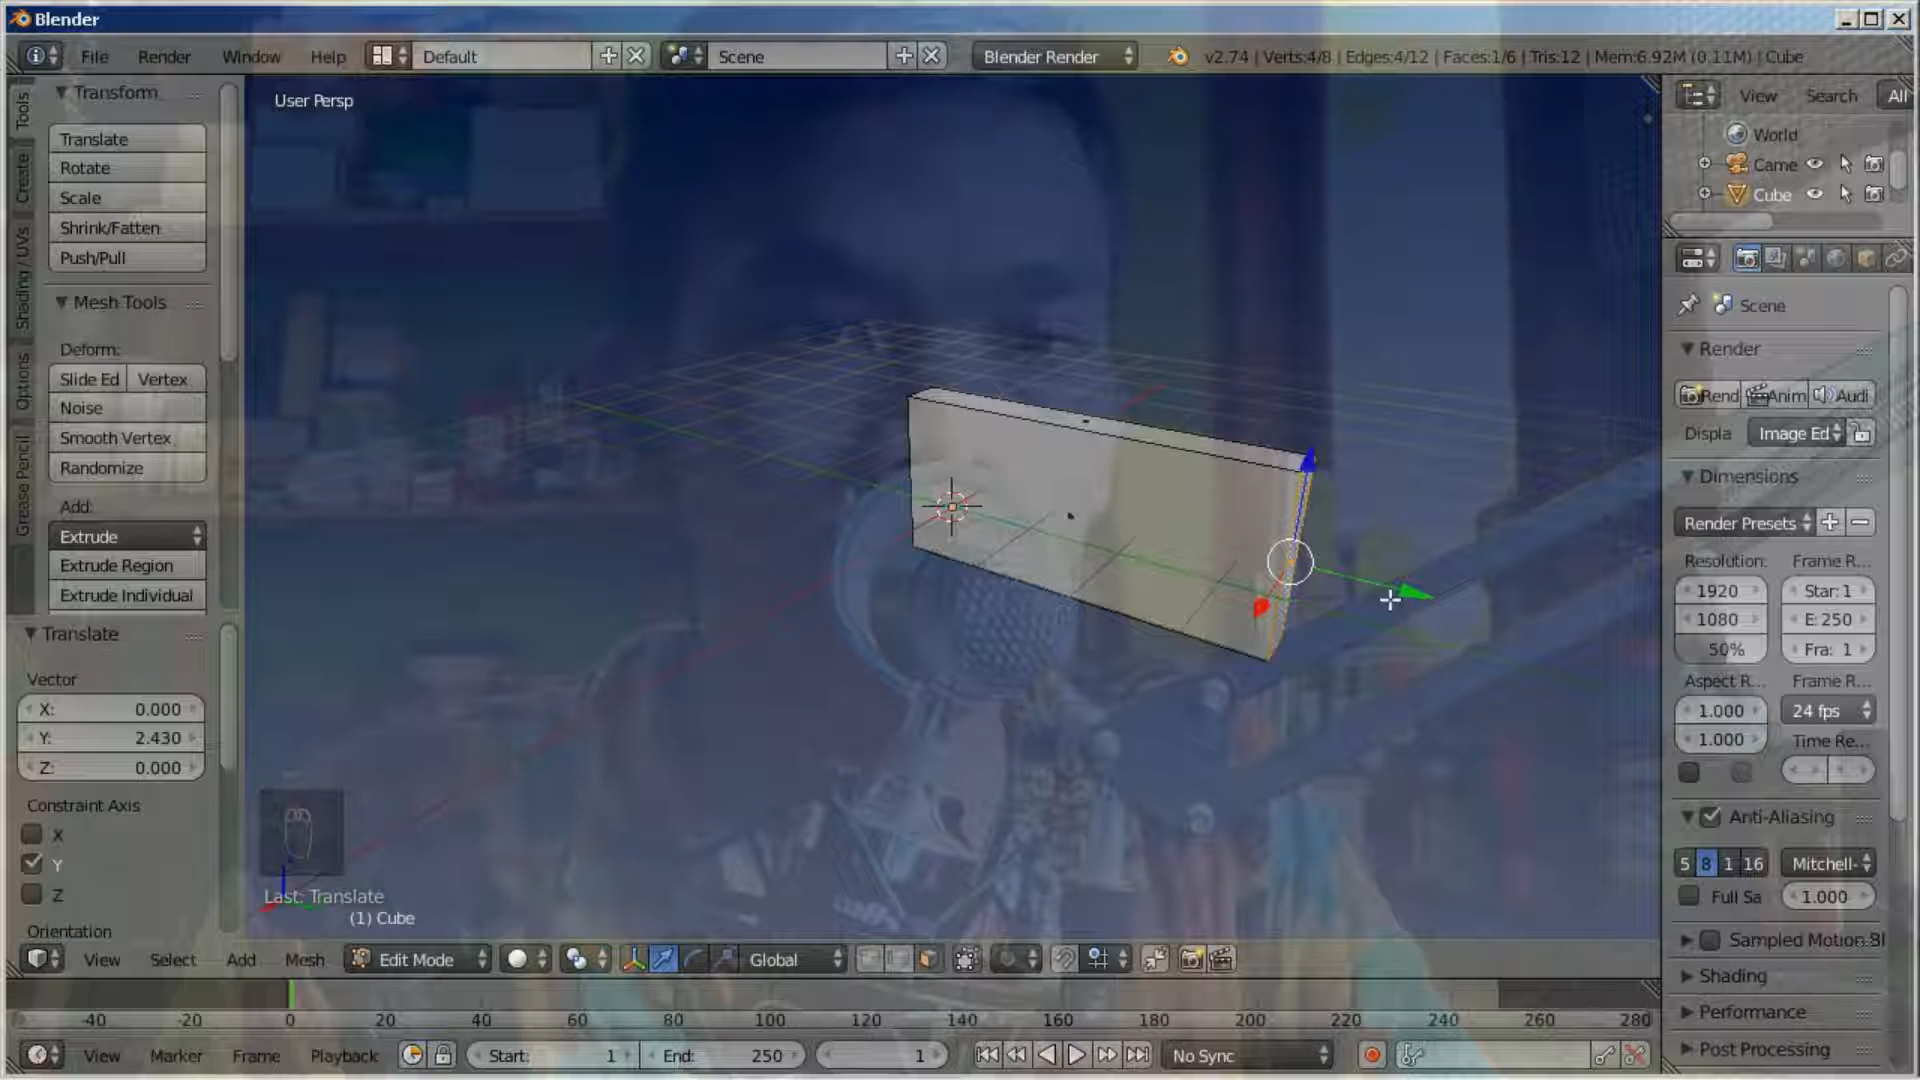 Blender
File Render Window Help Default Scene Blender Render v2.74 | Verts:4/8 | Edges:4/12 | Faces:1/6 | Tris:12 | Mem:6.92M (0.11M) | Cube
Tools
Create
Shading / UVs
Options
Grease Pencil
Transform
Translate
Rotate
Scale
Shrink/Fatten
Push/Pull
Mesh Tools
Deform:
Slide Ed Vertex
Noise
Smooth Vertex
Randomize
Add:
Extrude
Extrude Region
Extrude Individual
Translate
Vector
X: 0.000
Y: 2.430
Z: 0.000
Constraint Axis
X
Y
Z
Orientation
User Persp
Last: Translate
(1) Cube
View Select Add Mesh Edit Mode Global
-40 -20 0 20 40 60 80 100 120 140 160 180 200 220 240 260 280
View Marker Frame Playback Start: 1 End: 250 1 No Sync
View Search All
World
Came
Cube
Scene
Render
Rend Anim Audi
Displa Image Ed
Dimensions
Render Presets
Resolution: Frame R...
1920 Star: 1
1080 E: 250
50% Fra: 1
Aspect R... Frame R...
1.000 24 fps
1.000 Time Re...
Anti-Aliasing
5 8 1 16 Mitchell-
Full Sa 1.000
Sampled Motion Bl
Shading
Performance
Post Processing